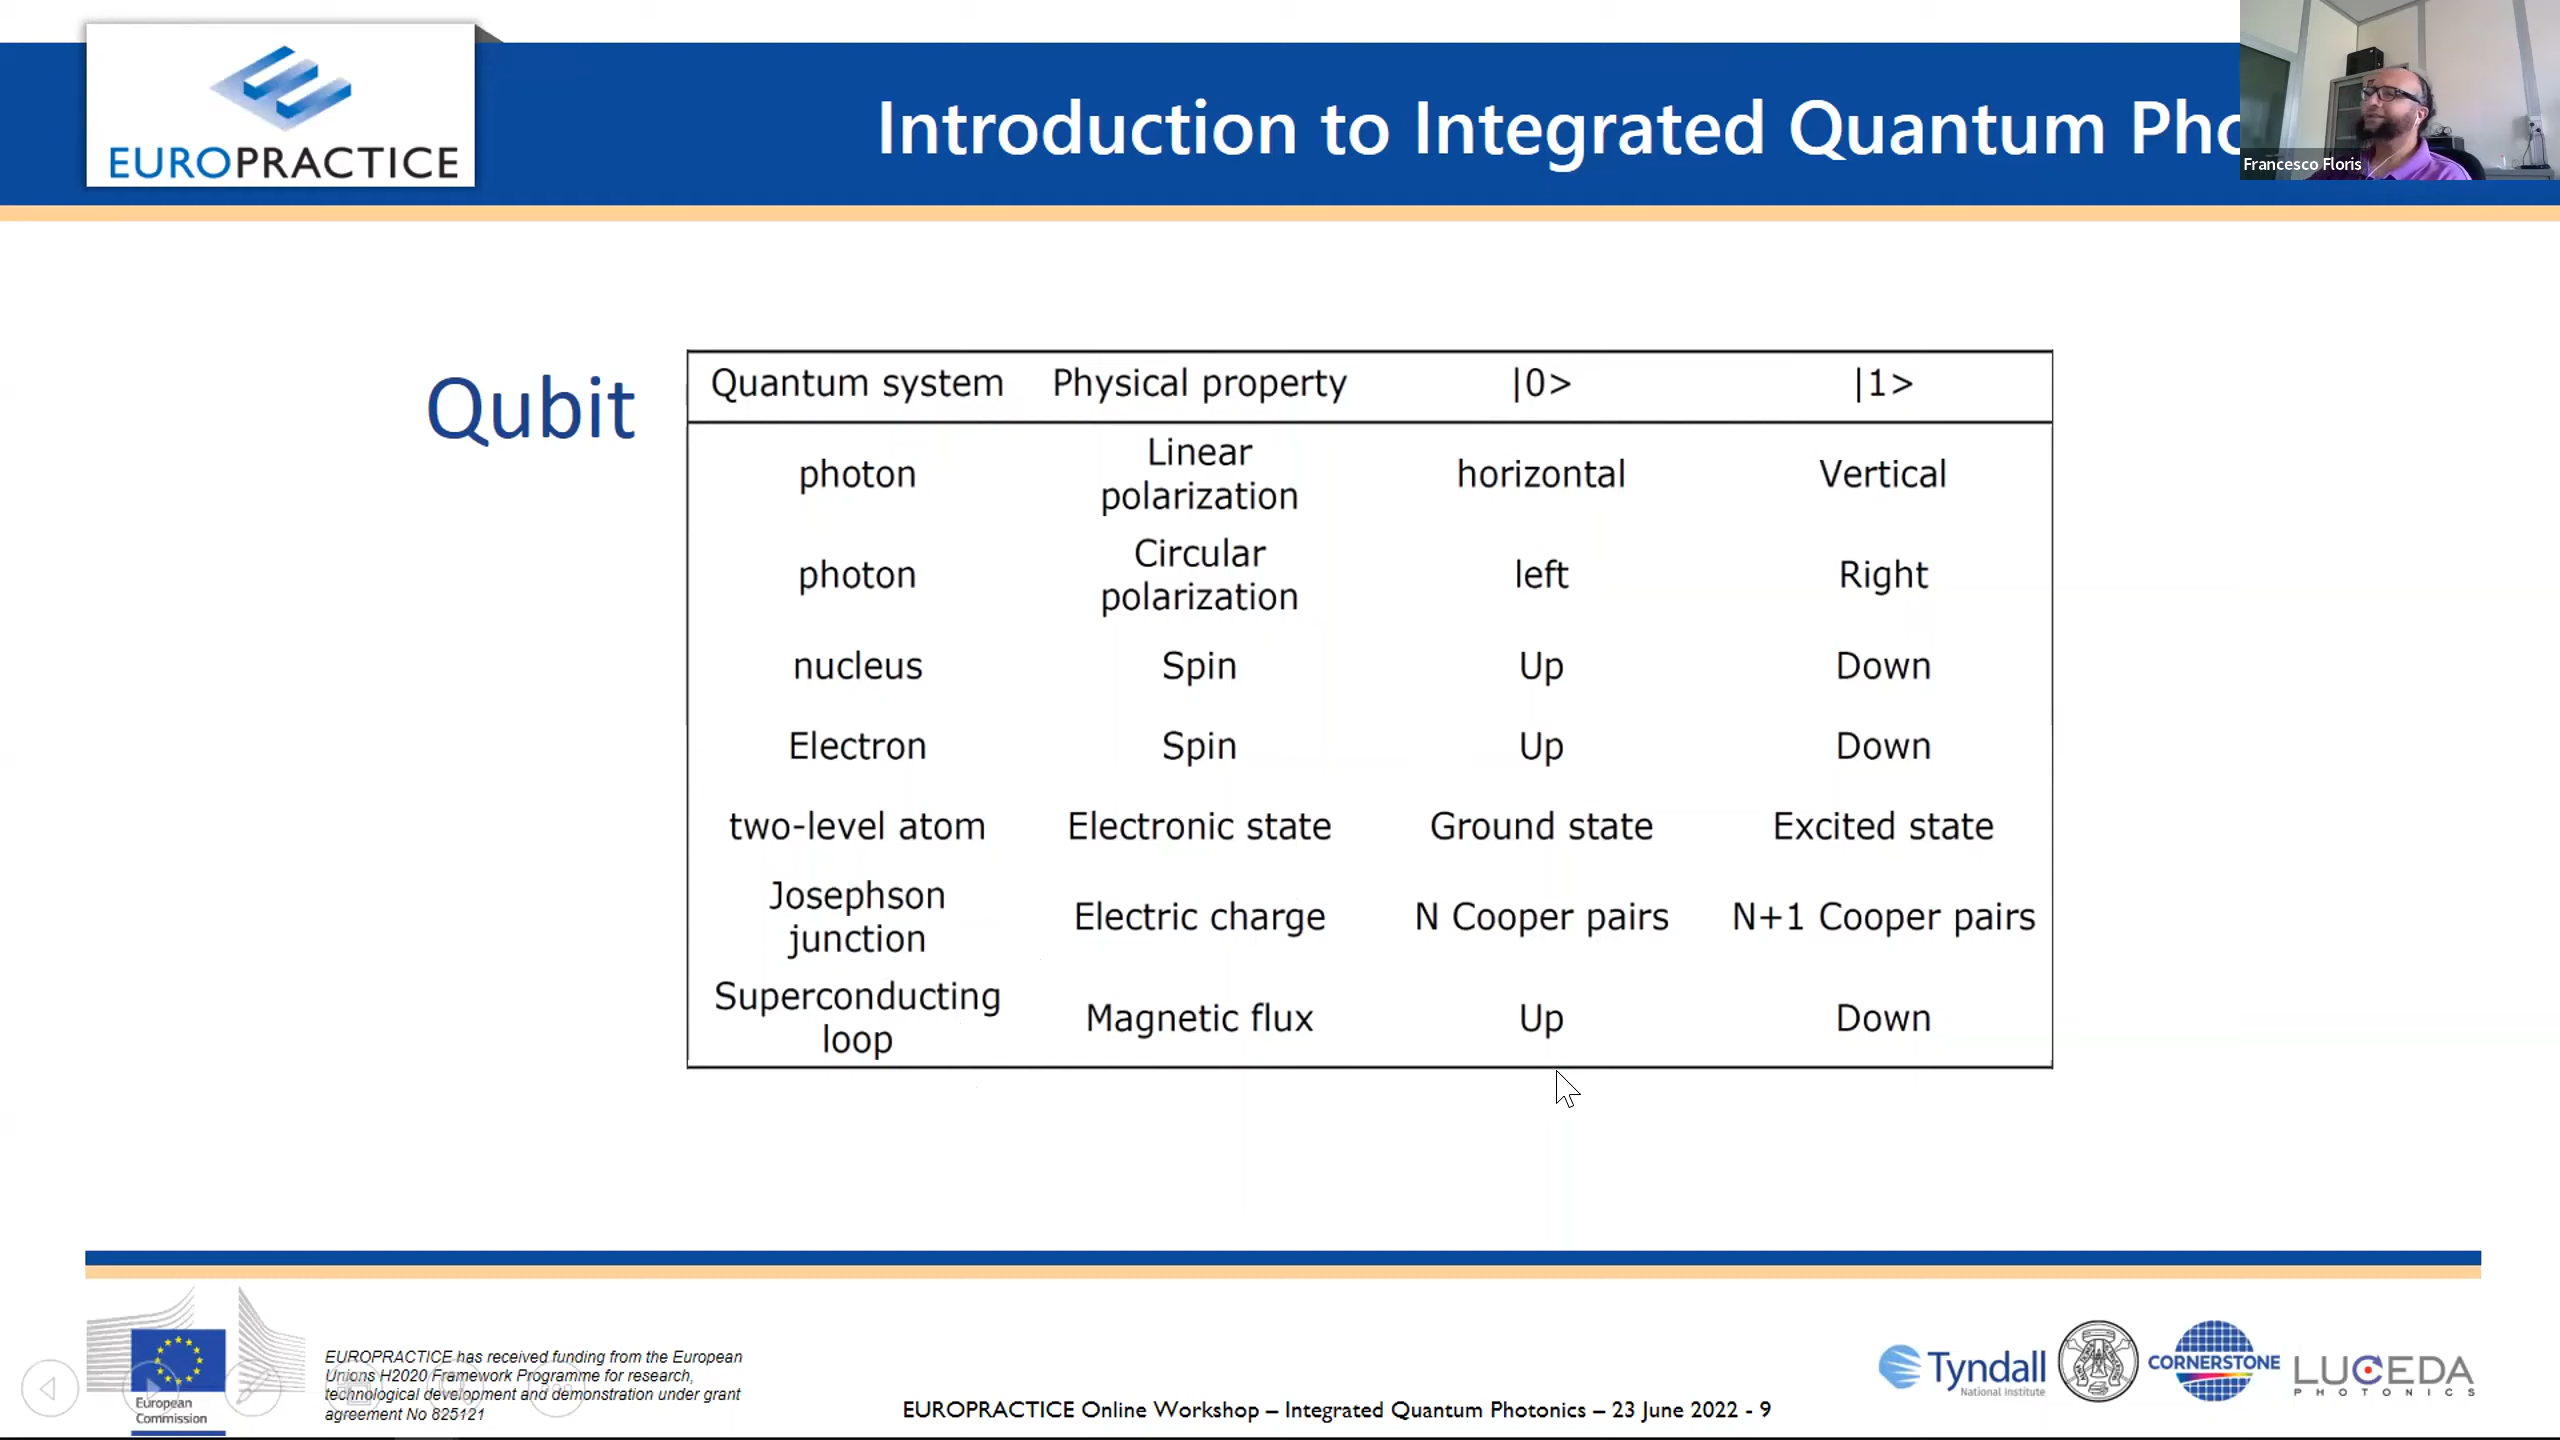 EUROPRACTICE
Introduction to Integrated Quantum Pho
Francesco Floris
Qubit
Quantum system Physical property |0> |1>
photon Linear polarization horizontal Vertical
photon Circular polarization left Right
nucleus Spin Up Down
Electron Spin Up Down
two-level atom Electronic state Ground state Excited state
Josephson junction Electric charge N Cooper pairs N+1 Cooper pairs
Superconducting loop Magnetic flux Up Down
European
Commission
EUROPRACTICE has received funding from the European
Unions H2020 Framework Programme for research,
technological development and demonstration under grant
agreement No 825121
EUROPRACTICE Online Workshop – Integrated Quantum Photonics – 23 June 2022 - 9
Tyndall
National Institute
CORNERSTONE
LUCEDA
PHOTONICS